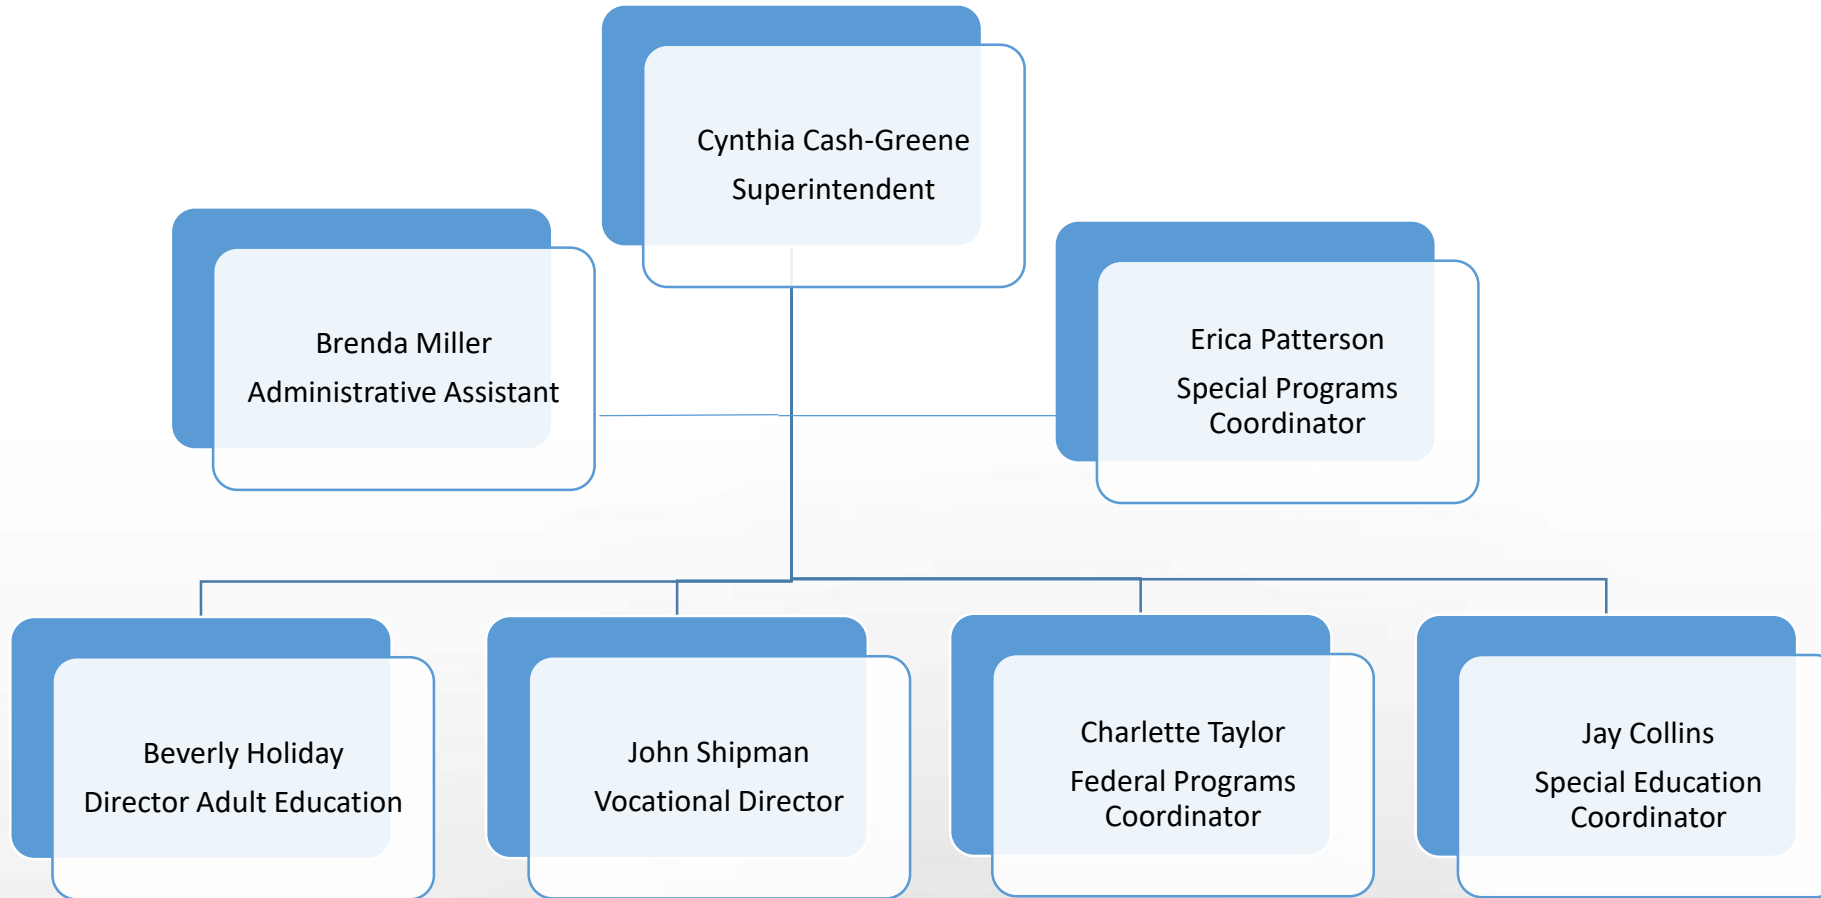 Cynthia Cash-Greene
Superintendent
Brenda Miller
Administrative Assistant
Erica Patterson
Special Programs
Coordinator
Beverly Holiday
Director Adult Education
John Shipman
Vocational Director
Charlette Taylor
Federal Programs
Coordinator
Jay Collins
Special Education
Coordinator